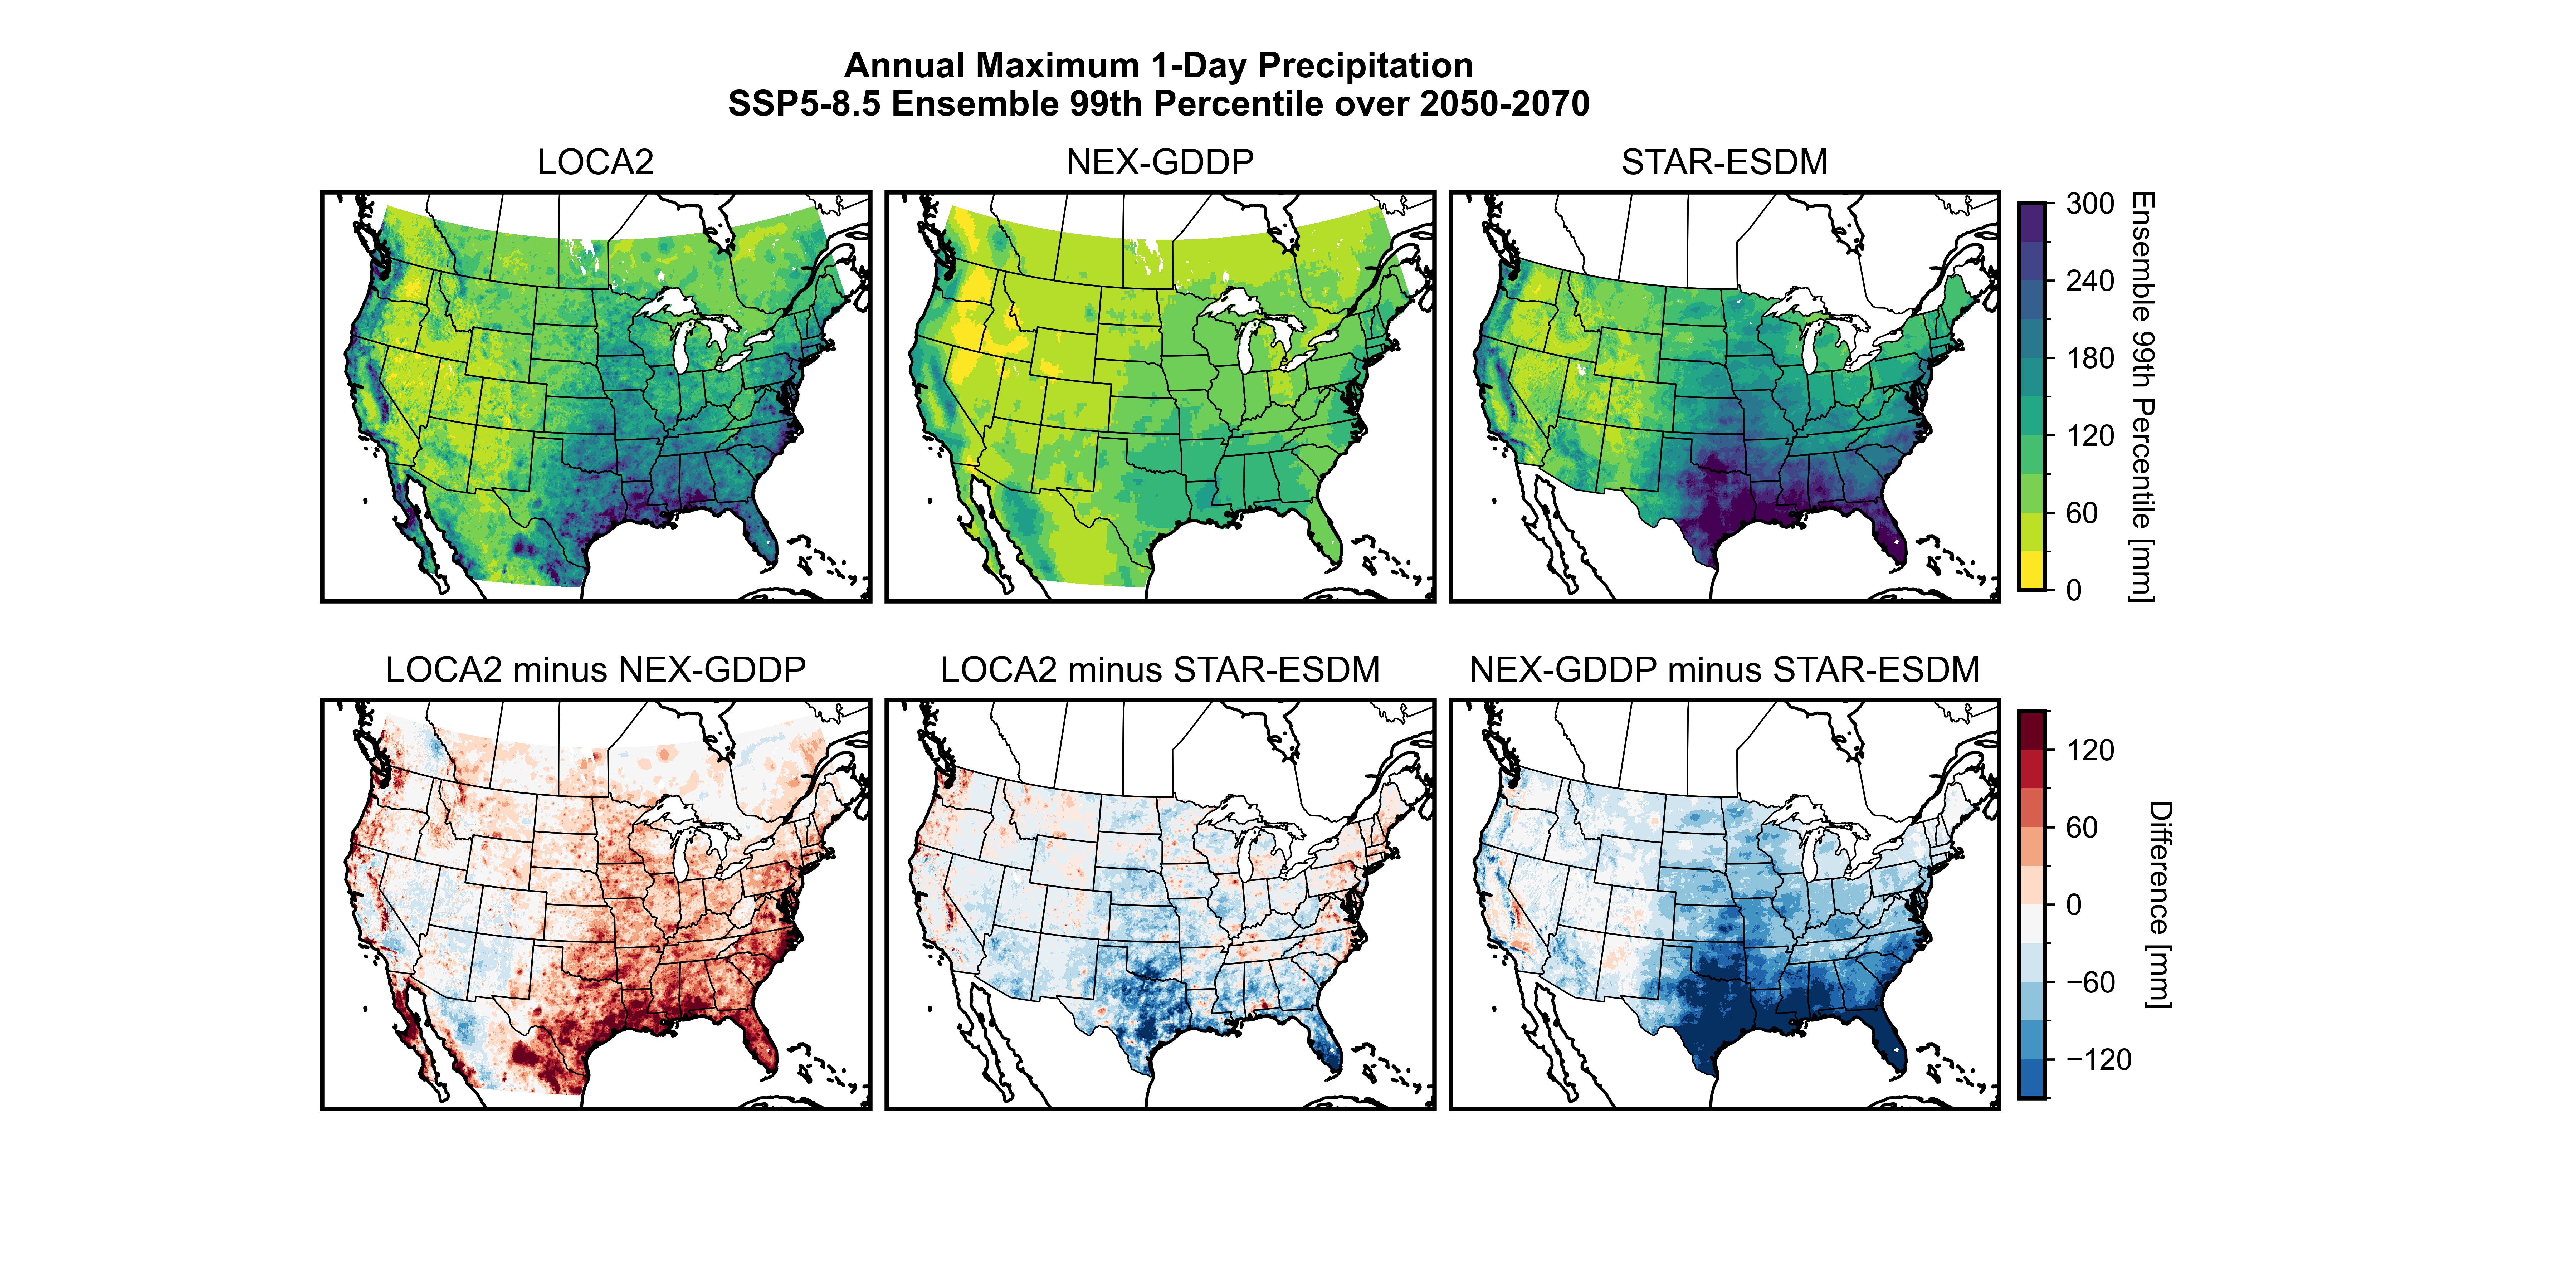 Annual Maximum 1-Day Precipitation
SSP5-8.5 Ensemble 99th Percentile over 2050-2070
LOCA2
NEX-GDDP
STAR-ESDM
300
240
180
120
60
0
Ensemble 99th Percentile [mm]
LOCA2 minus NEX-GDDP
LOCA2 minus STAR-ESDM
NEX-GDDP minus STAR-ESDM
120
60
0
−60
−120
Difference [mm]